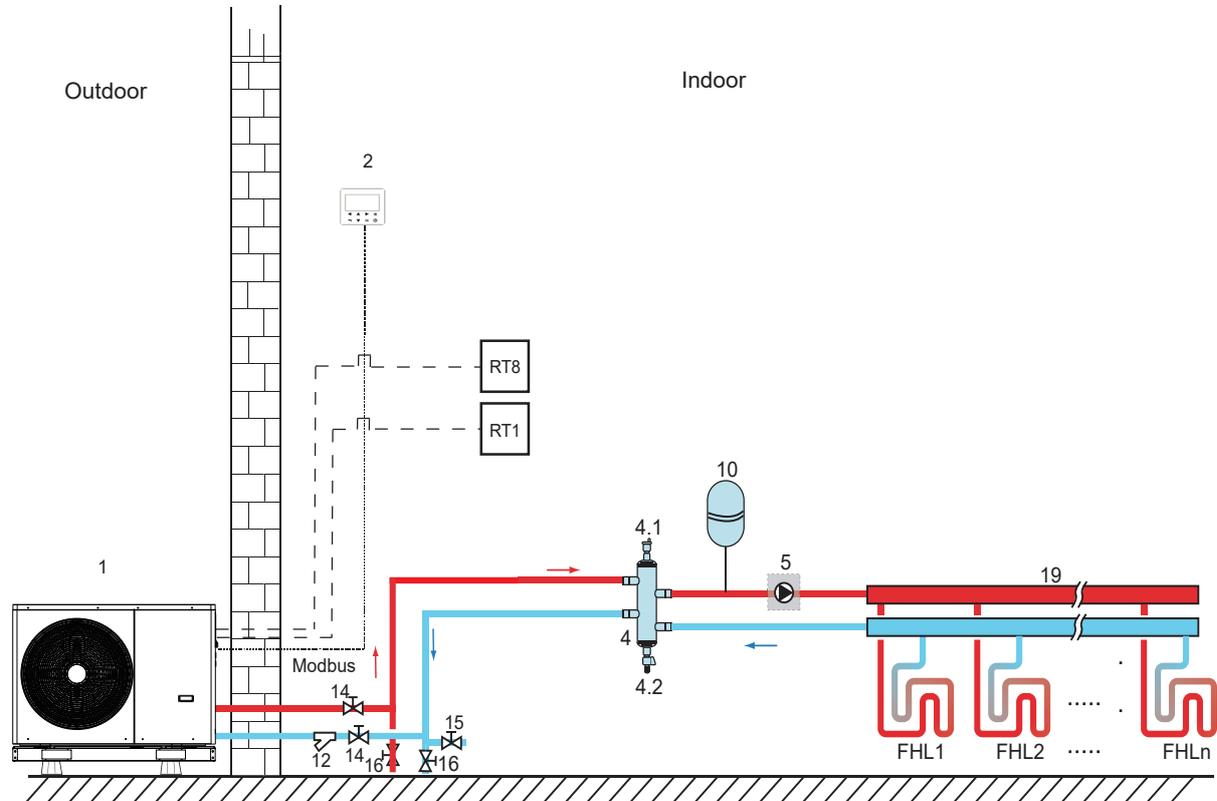 Outdoor
Indoor
2
RT8
RT1
10
4.1
1
5
19
4
Modbus
4.2
14
15
12
14
16
16
FHL1
FHL2
.....
.....
FHLn